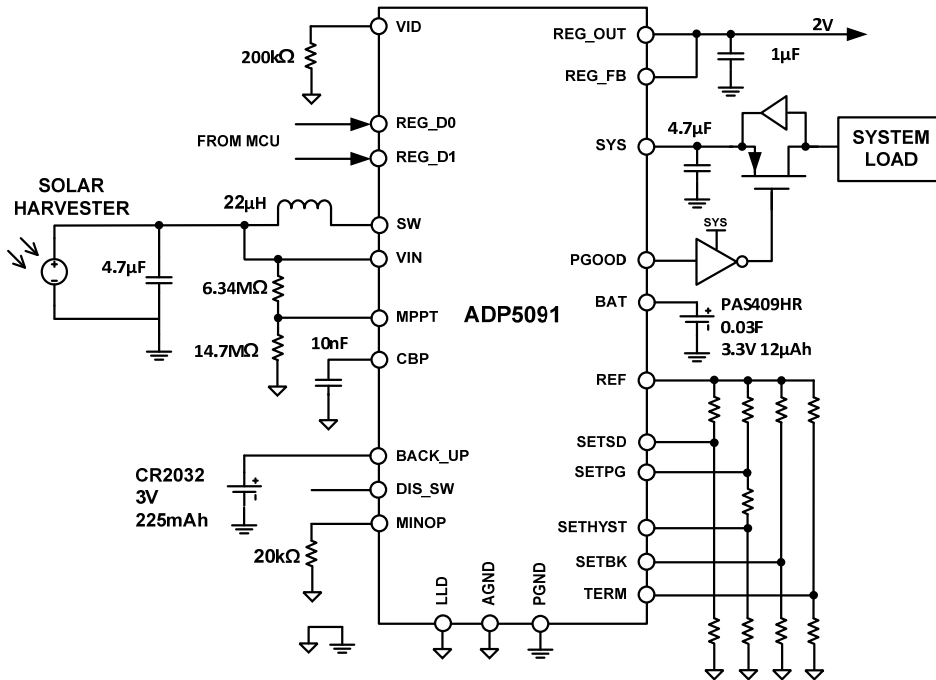 VID
200kΩ
REG_D0
FROM MCU
REG_D1
SOLAR
HARVESTER
22µH
SW
VIN
4.7µF
6.34MΩ
MPPT
14.7MΩ
10nF
CBP
BACK_UP
CR2032
3V
225mAh
DIS_SW
MINOP
20kΩ
LLD
AGND
PGND
ADP5091
REG_OUT
2V
1µF
REG_FB
SYS
4.7µF
SYSTEM
LOAD
SYS
PGOOD
BAT
PAS409HR
0.03F
3.3V 12µAh
REF
SETSD
SETPG
SETHYST
SETBK
TERM